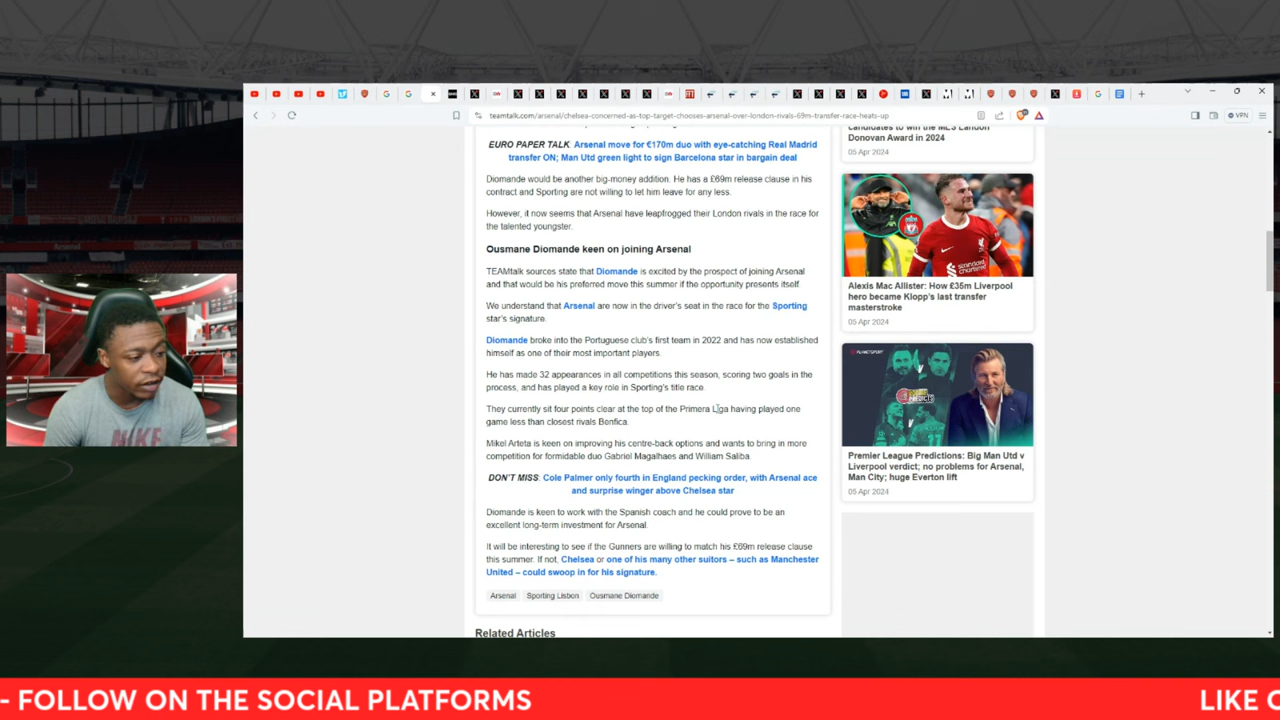 teamtalk.com/arsenal/chelsea-concerned-as-top-target-chooses-arsenal-over-london-rivals-69m-transfer-race-heats-up
VPN
EURO PAPER TALK: Arsenal move for €170m duo with eye-catching Real Madrid
transfer ON; Man Utd green light to sign Barcelona star in bargain deal
Diomande would be another big-money addition. He has a £69m release clause in his
contract and Sporting are not willing to let him leave for any less.
However, it now seems that Arsenal have leapfrogged their London rivals in the race for
the talented youngster.
Ousmane Diomande keen on joining Arsenal
TEAMtalk sources state that Diomande is excited by the prospect of joining Arsenal
and that would be his preferred move this summer if the opportunity presents itself.
We understand that Arsenal are now in the driver's seat in the race for the Sporting
star's signature.
Diomande broke into the Portuguese club's first team in 2022 and has now established
himself as one of their most important players.
He has made 32 appearances in all competitions this season, scoring two goals in the
process, and has played a key role in Sporting's title race.
They currently sit four points clear at the top of the Primera Liga having played one
game less than closest rivals Benfica.
Mikel Arteta is keen on improving his centre-back options and wants to bring in more
competition for formidable duo Gabriel Magalhaes and William Saliba.
DON'T MISS: Cole Palmer only fourth in England pecking order, with Arsenal ace
and surprise winger above Chelsea star
Diomande is keen to work with the Spanish coach and he could prove to be an
excellent long-term investment for Arsenal.
It will be interesting to see if the Gunners are willing to match his £69m release clause
this summer. If not, Chelsea or one of his many other suitors – such as Manchester
United – could swoop in for his signature.
Arsenal
Sporting Lisbon
Ousmane Diomande
Related Articles
candidates to win the MLS Landon
Donovan Award in 2024
05 Apr 2024
Alexis Mac Allister: How £35m Liverpool
hero became Klopp's last transfer
masterstroke
05 Apr 2024
Premier League Predictions: Big Man Utd v
Liverpool verdict; no problems for Arsenal,
Man City; huge Everton lift
05 Apr 2024
NIKE
- FOLLOW ON THE SOCIAL PLATFORMS
LIKE